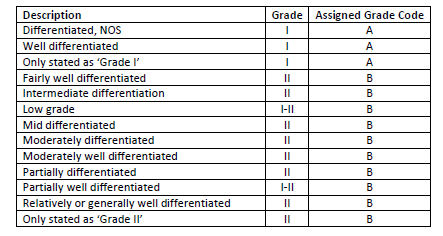 Description Grade Assigned Grade Code
Differentiated, NOS I A
Well differentiated I A
Only stated as ‘Grade I’ I A
Fairly well differentiated II B
Intermediate differentiation II B
Low grade I-II B
Mid differentiated II B
Moderately differentiated II B
Moderately well differentiated II B
Partially differentiated II B
Partially well differentiated I-II B
Relatively or generally well differentiated II B
Only stated as ‘Grade II’ II B